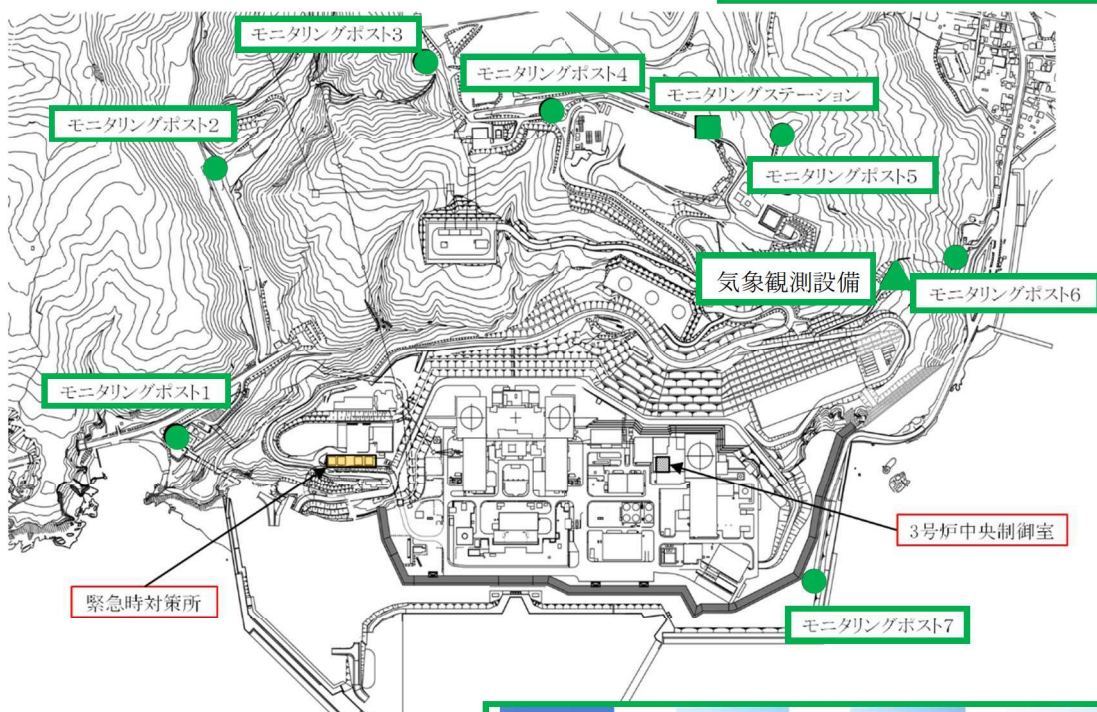 モニタリングポスト3
モニタリングポスト4
モニタリングステーション
モニタリングポスト2
モニタリングポスト5
気象観測設備
モニタリングポスト6
モニタリングポスト1
3号炉中央制御室
緊急時対策所
モニタリングポスト7